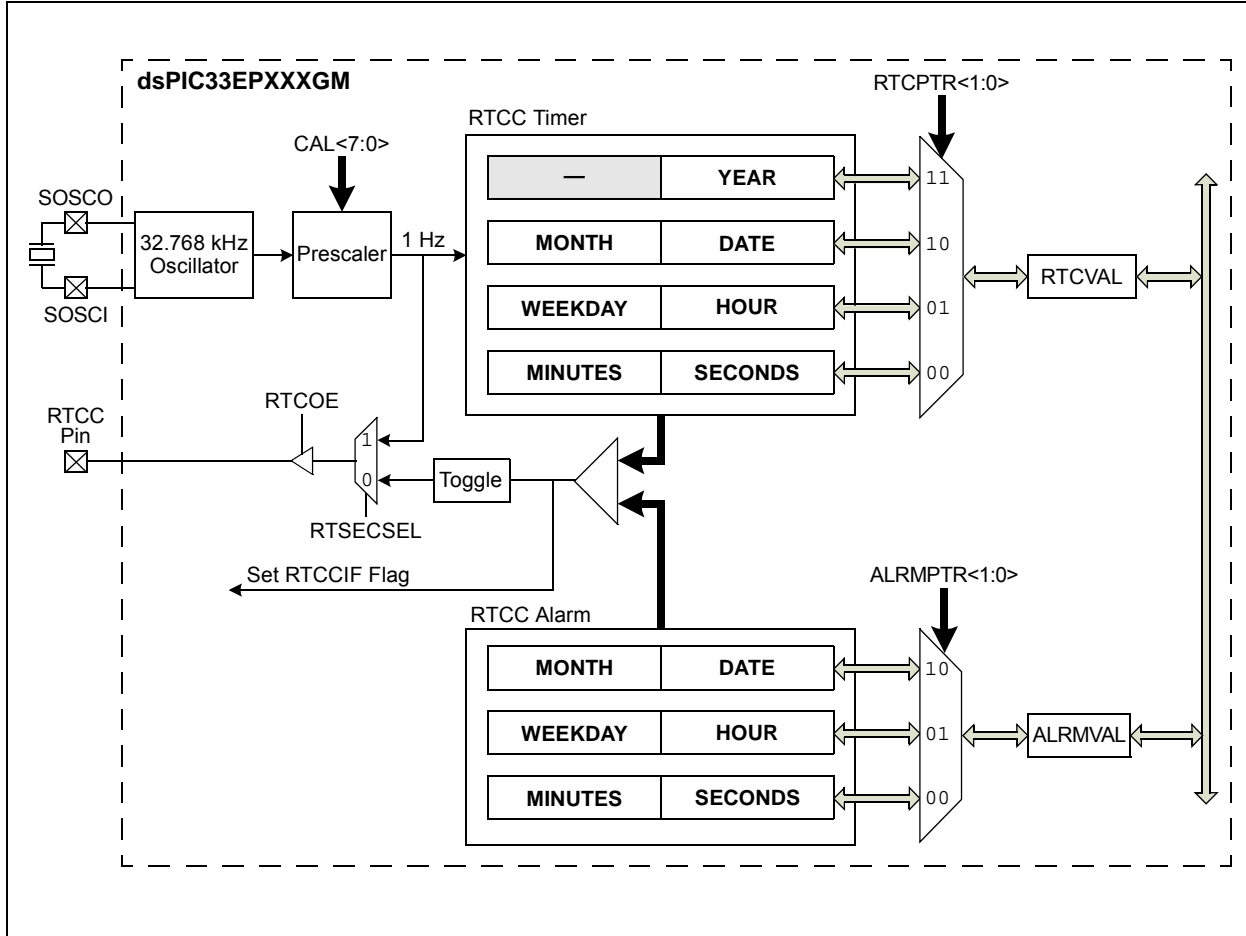 dsPIC33EPXXXGM
RTCPTR<1:0>
RTCC Timer
CAL<7:0>
— YEAR 11
SOSCO
32.768 kHz
Oscillator
Prescaler
1 Hz
MONTH DATE 10
RTCVAL
SOSCI
WEEKDAY HOUR 01
MINUTES SECONDS 00
RTCOE
RTCC
Pin
1
0
Toggle
RTSECSEL
Set RTCCIF Flag
ALRMPTR<1:0>
RTCC Alarm
MONTH DATE 10
WEEKDAY HOUR 01
ALRMVAL
MINUTES SECONDS 00